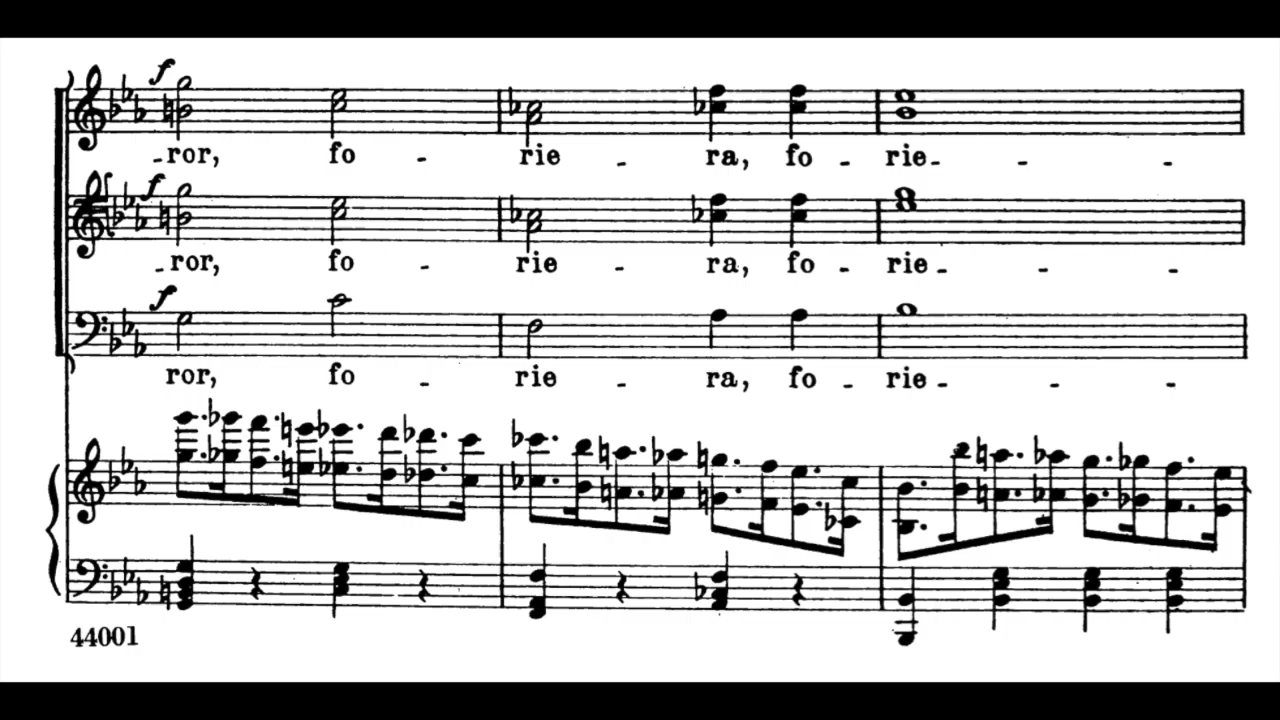 f
-ror, fo - rie - ra, fo - rie- - -
f
-ror, fo - rie - ra, fo - rie- - -
f
ror, fo - rie - ra, fo - rie- - -
44001